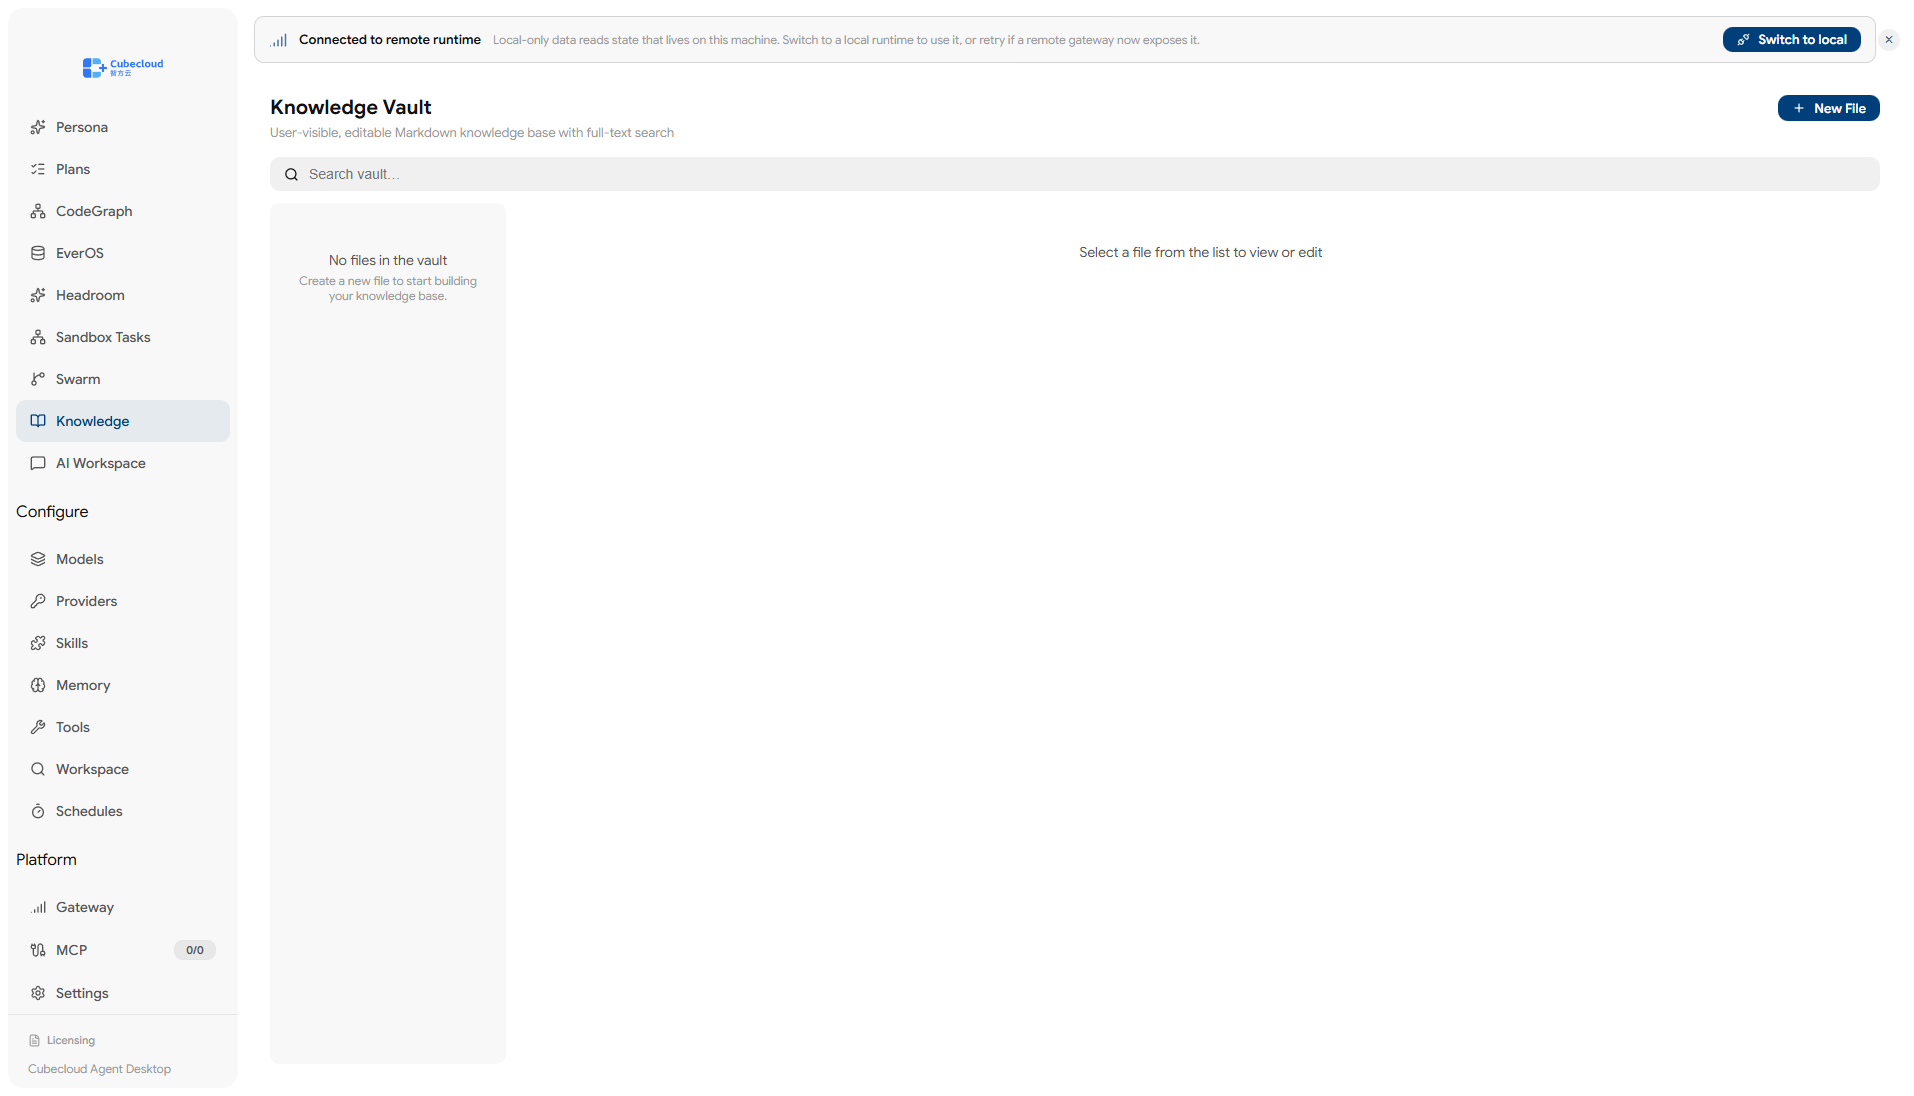 Cubecloud
智方云
Persona
Plans
CodeGraph
EverOS
Headroom
Sandbox Tasks
Swarm
Knowledge
AI Workspace
Configure
Models
Providers
Skills
Memory
Tools
Workspace
Schedules
Platform
Gateway
MCP 0/0
Settings
Licensing
Cubecloud Agent Desktop
Connected to remote runtime Local-only data reads state that lives on this machine. Switch to a local runtime to use it, or retry if a remote gateway now exposes it. Switch to local
Knowledge Vault
New File
User-visible, editable Markdown knowledge base with full-text search
Search vault...
No files in the vault
Create a new file to start building
your knowledge base.
Select a file from the list to view or edit